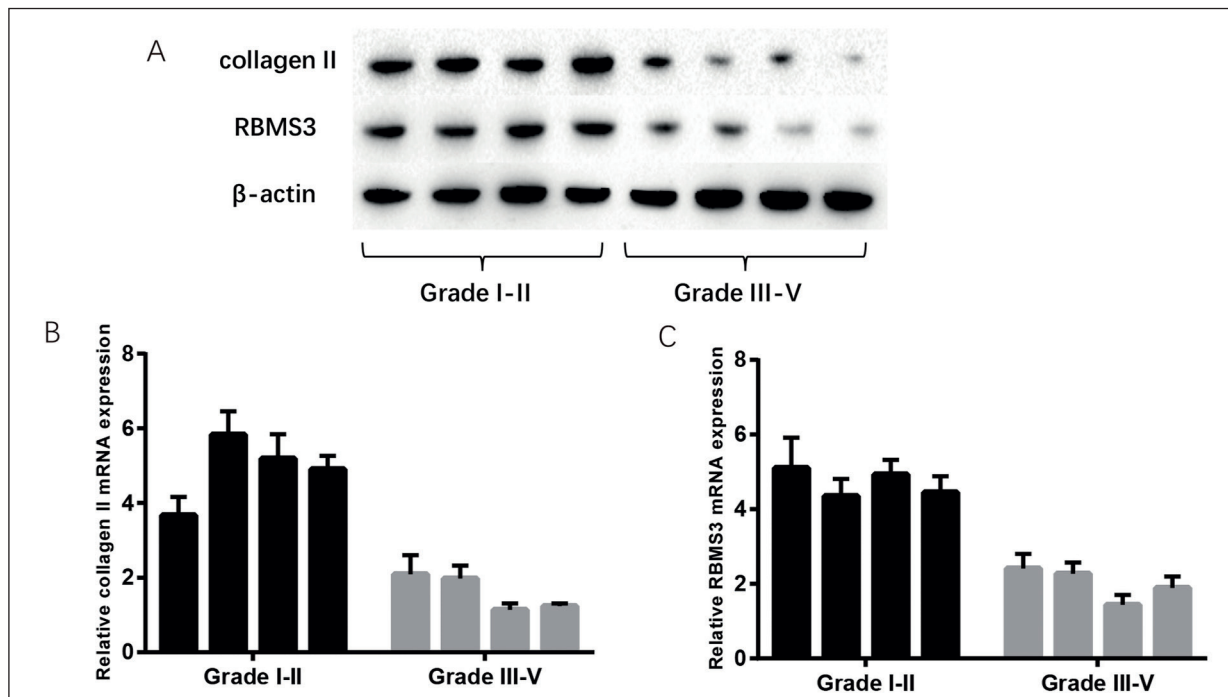 A
collagen II
RBMS3
β-actin
Grade I-II
Grade III-V
B
Relative collagen II mRNA expression
8
6
4
2
0
Grade I-II
Grade III-V
C
Relative RBMS3 mRNA expression
8
6
4
2
0
Grade I-II
Grade III-V